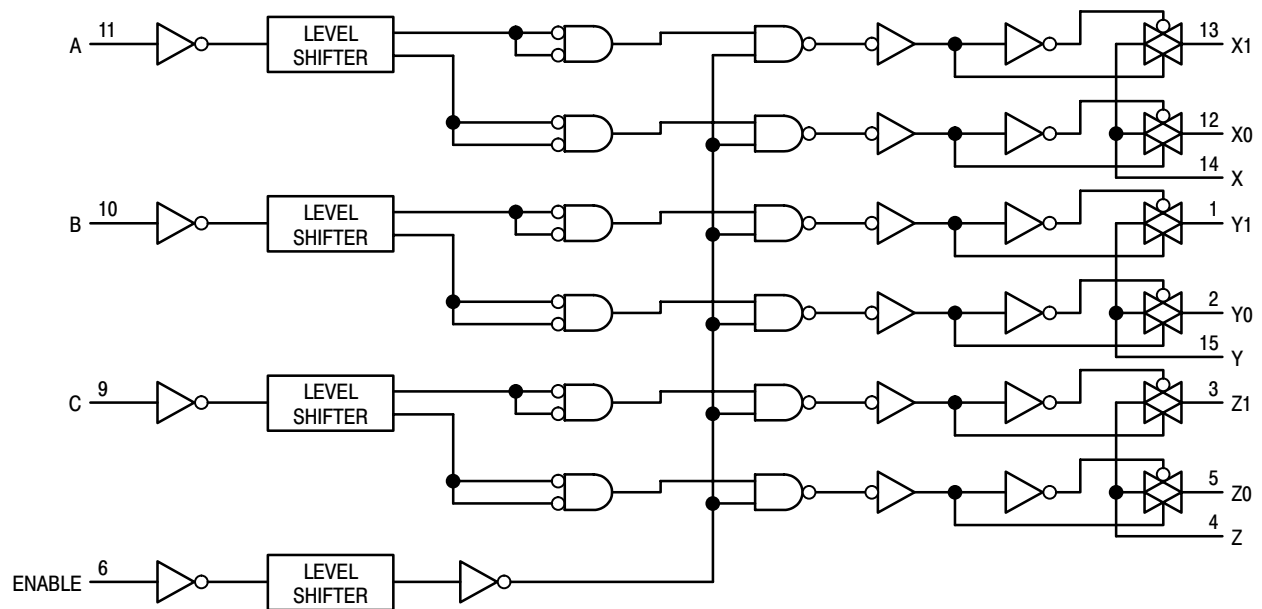 A 11 LEVEL SHIFTER 13 X1
12 X0
14 X
B 10 LEVEL SHIFTER 1 Y1
2 Y0
15 Y
C 9 LEVEL SHIFTER 3 Z1
5 Z0
4 Z
ENABLE 6 LEVEL SHIFTER